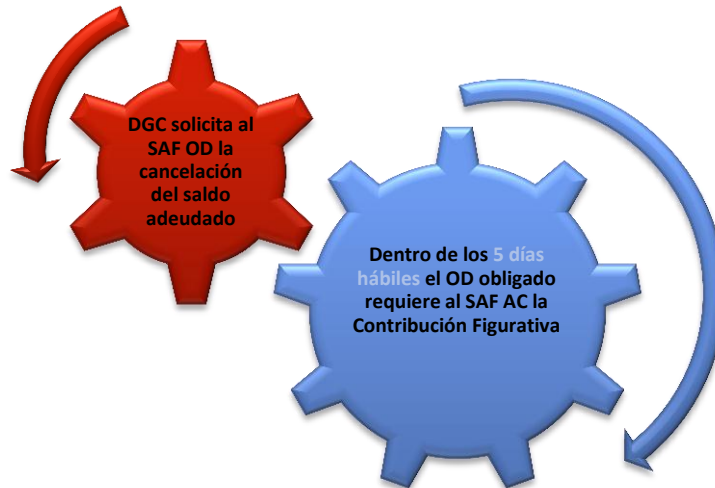 DGC solicita al
SAF OD la
cancelación
del saldo
adeudado
Dentro de los 5 días
hábiles el OD obligado
requiere al SAF AC la
Contribución Figurativa